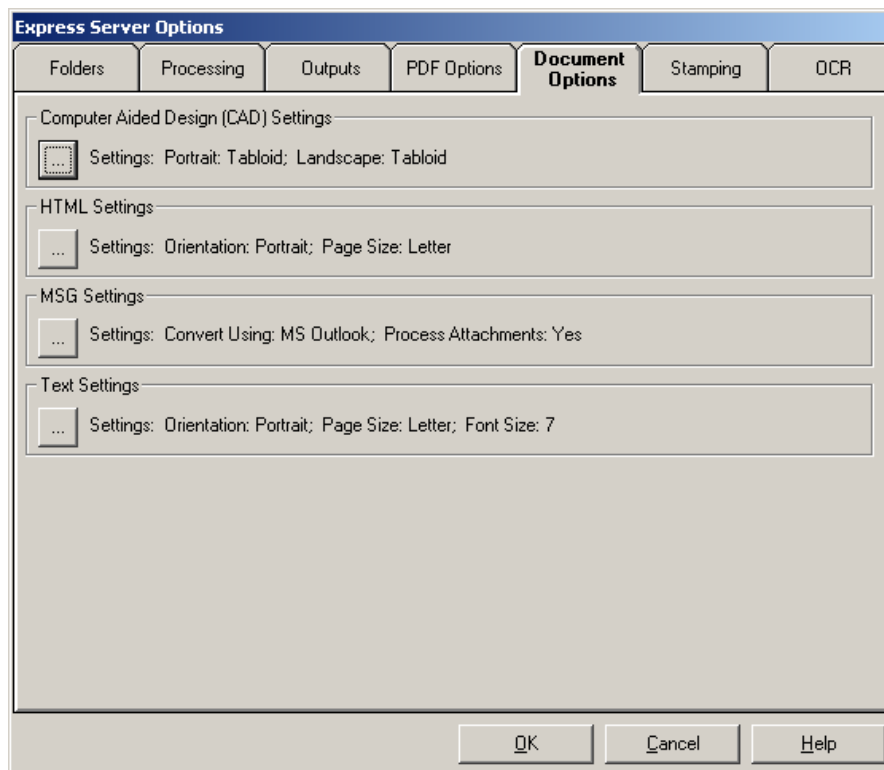 Express Server Options
Folders
Processing
Outputs
PDF Options
Document
Options
Stamping
OCR
Computer Aided Design (CAD) Settings
... Settings: Portrait: Tabloid; Landscape: Tabloid
HTML Settings
... Settings: Orientation: Portrait; Page Size: Letter
MSG Settings
... Settings: Convert Using: MS Outlook; Process Attachments: Yes
Text Settings
... Settings: Orientation: Portrait; Page Size: Letter; Font Size: 7
OK
Cancel
Help